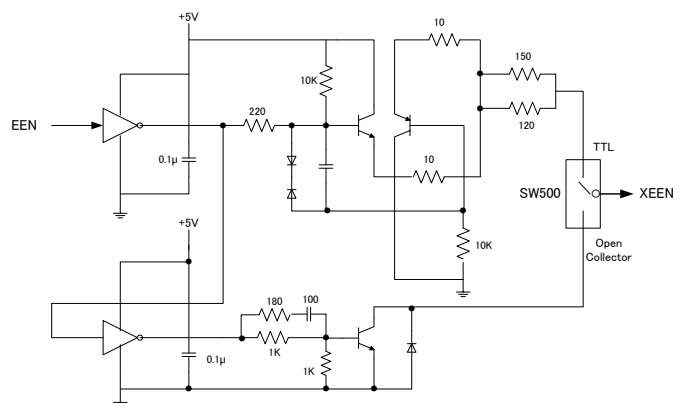 +5V
10
10K
150
EEN
220
120
0.1μ
10
TTL
SW500
XEEN
+5V
10K
Open
Collector
180
100
1K
0.1μ
1K